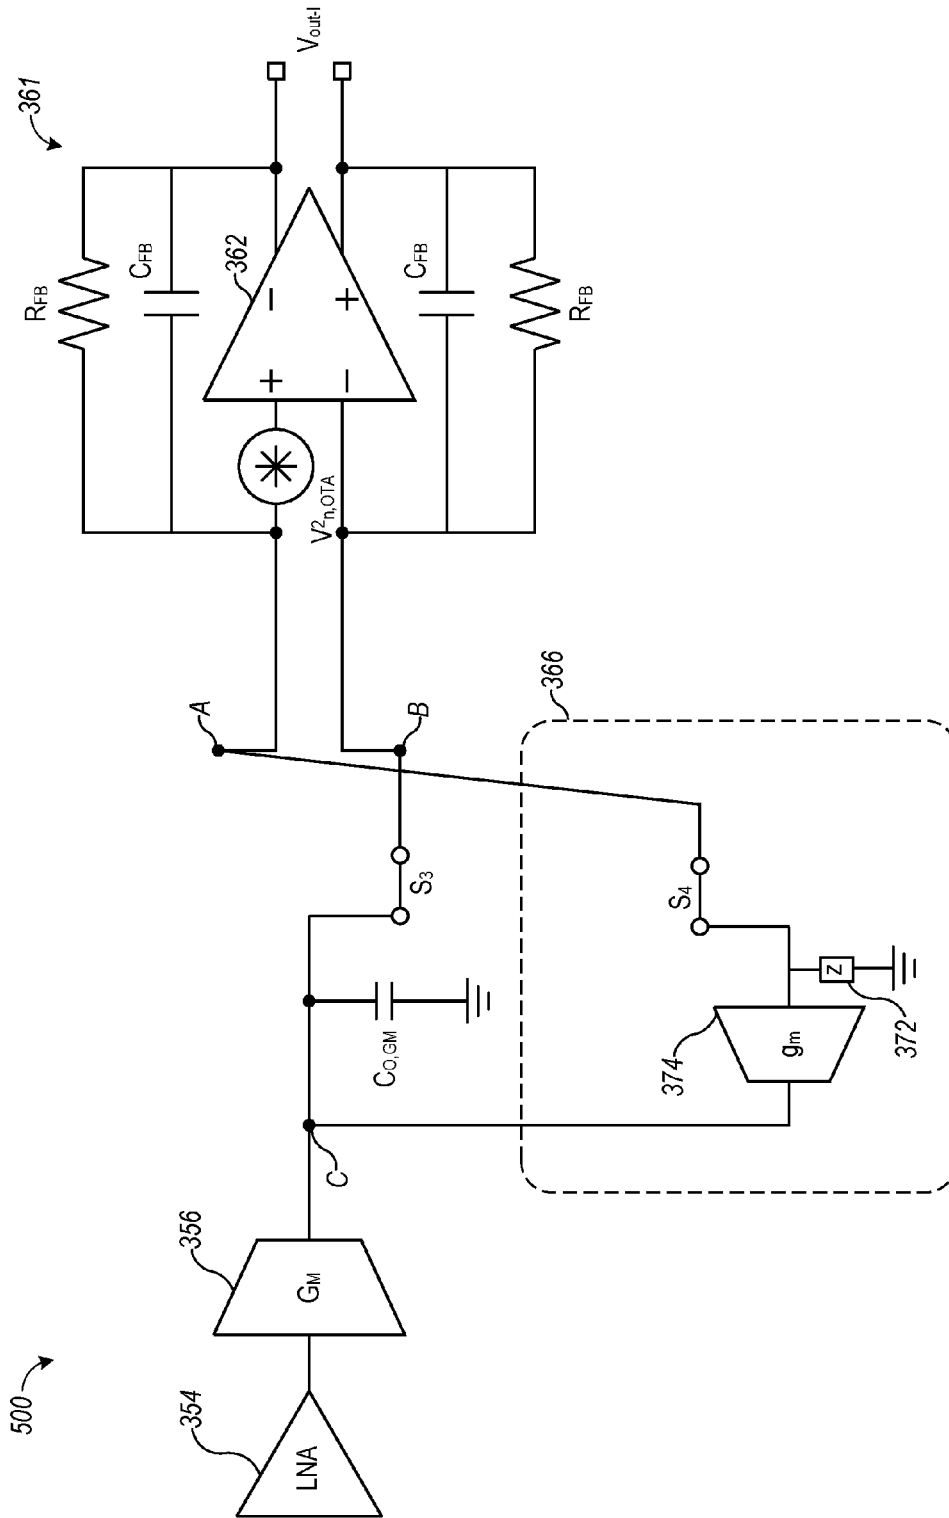 500
354
LNA
356
GM
C
CO,GM
S3
A
B
366
374
gm
Z
372
S4
361
RFB
CFB
362
+
−
−
+
V²n,OTA
CFB
RFB
Vout-I